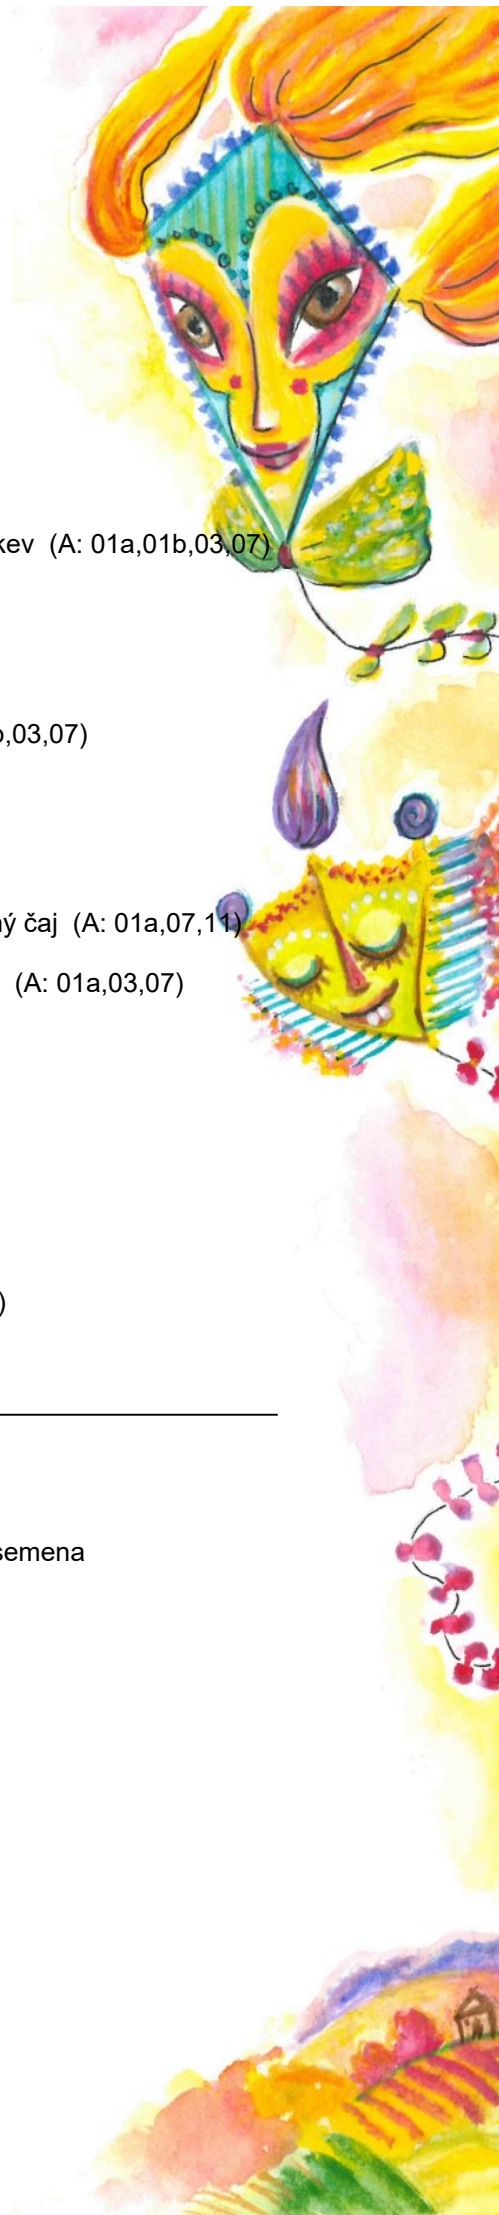 kev (A: 01a,01b,03,07)
,03,07)
ý čaj (A: 01a,07,11)
(A: 01a,03,07)
)
semena